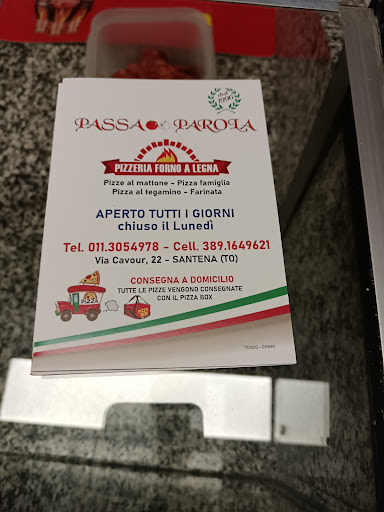 dal
1996
PASSA PAROLA
PIZZERIA FORNO A LEGNA
Pizze al mattone - Pizza famiglia
Pizza al tegamino - Farinata
APERTO TUTTI I GIORNI
chiuso il Lunedì
Tel. 011.3054978 - Cell. 389.1649621
Via Cavour, 22 - SANTENA (TO)
CONSEGNA A DOMICILIO
TUTTE LE PIZZE VENGONO CONSEGNATE
CON IL PIZZA BOX